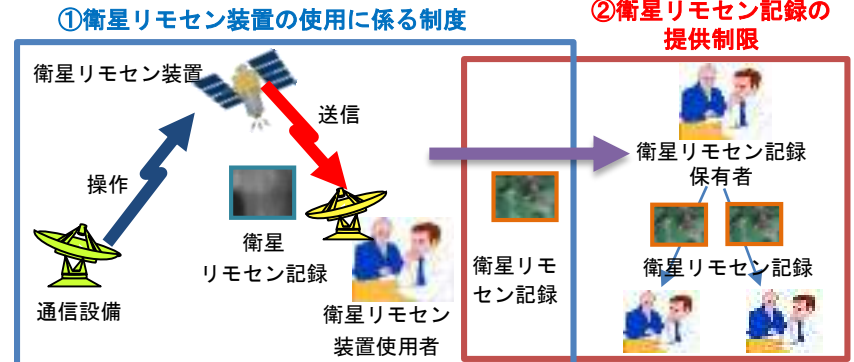 ①衛星リモセン装置の使用に係る制度
②衛星リモセン記録の
提供制限
衛星リモセン装置
送信
操作
衛星
リモセン記録
通信設備
衛星リモセン
装置使用者
衛星リモ
セン記録
衛星リモセン記録
保有者
衛星リモセン記録